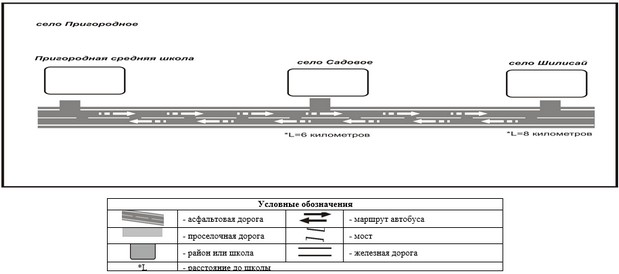 село Пригородное
Пригородная средняя школа
село Садовое
село Шилисай
*L=6 километров
*L=8 километров
Условные обозначения
- асфальтовая дорога
- маршрут автобуса
- проселочная дорога
- мост
- район или школа
- железная дорога
*L
- расстояние до школы